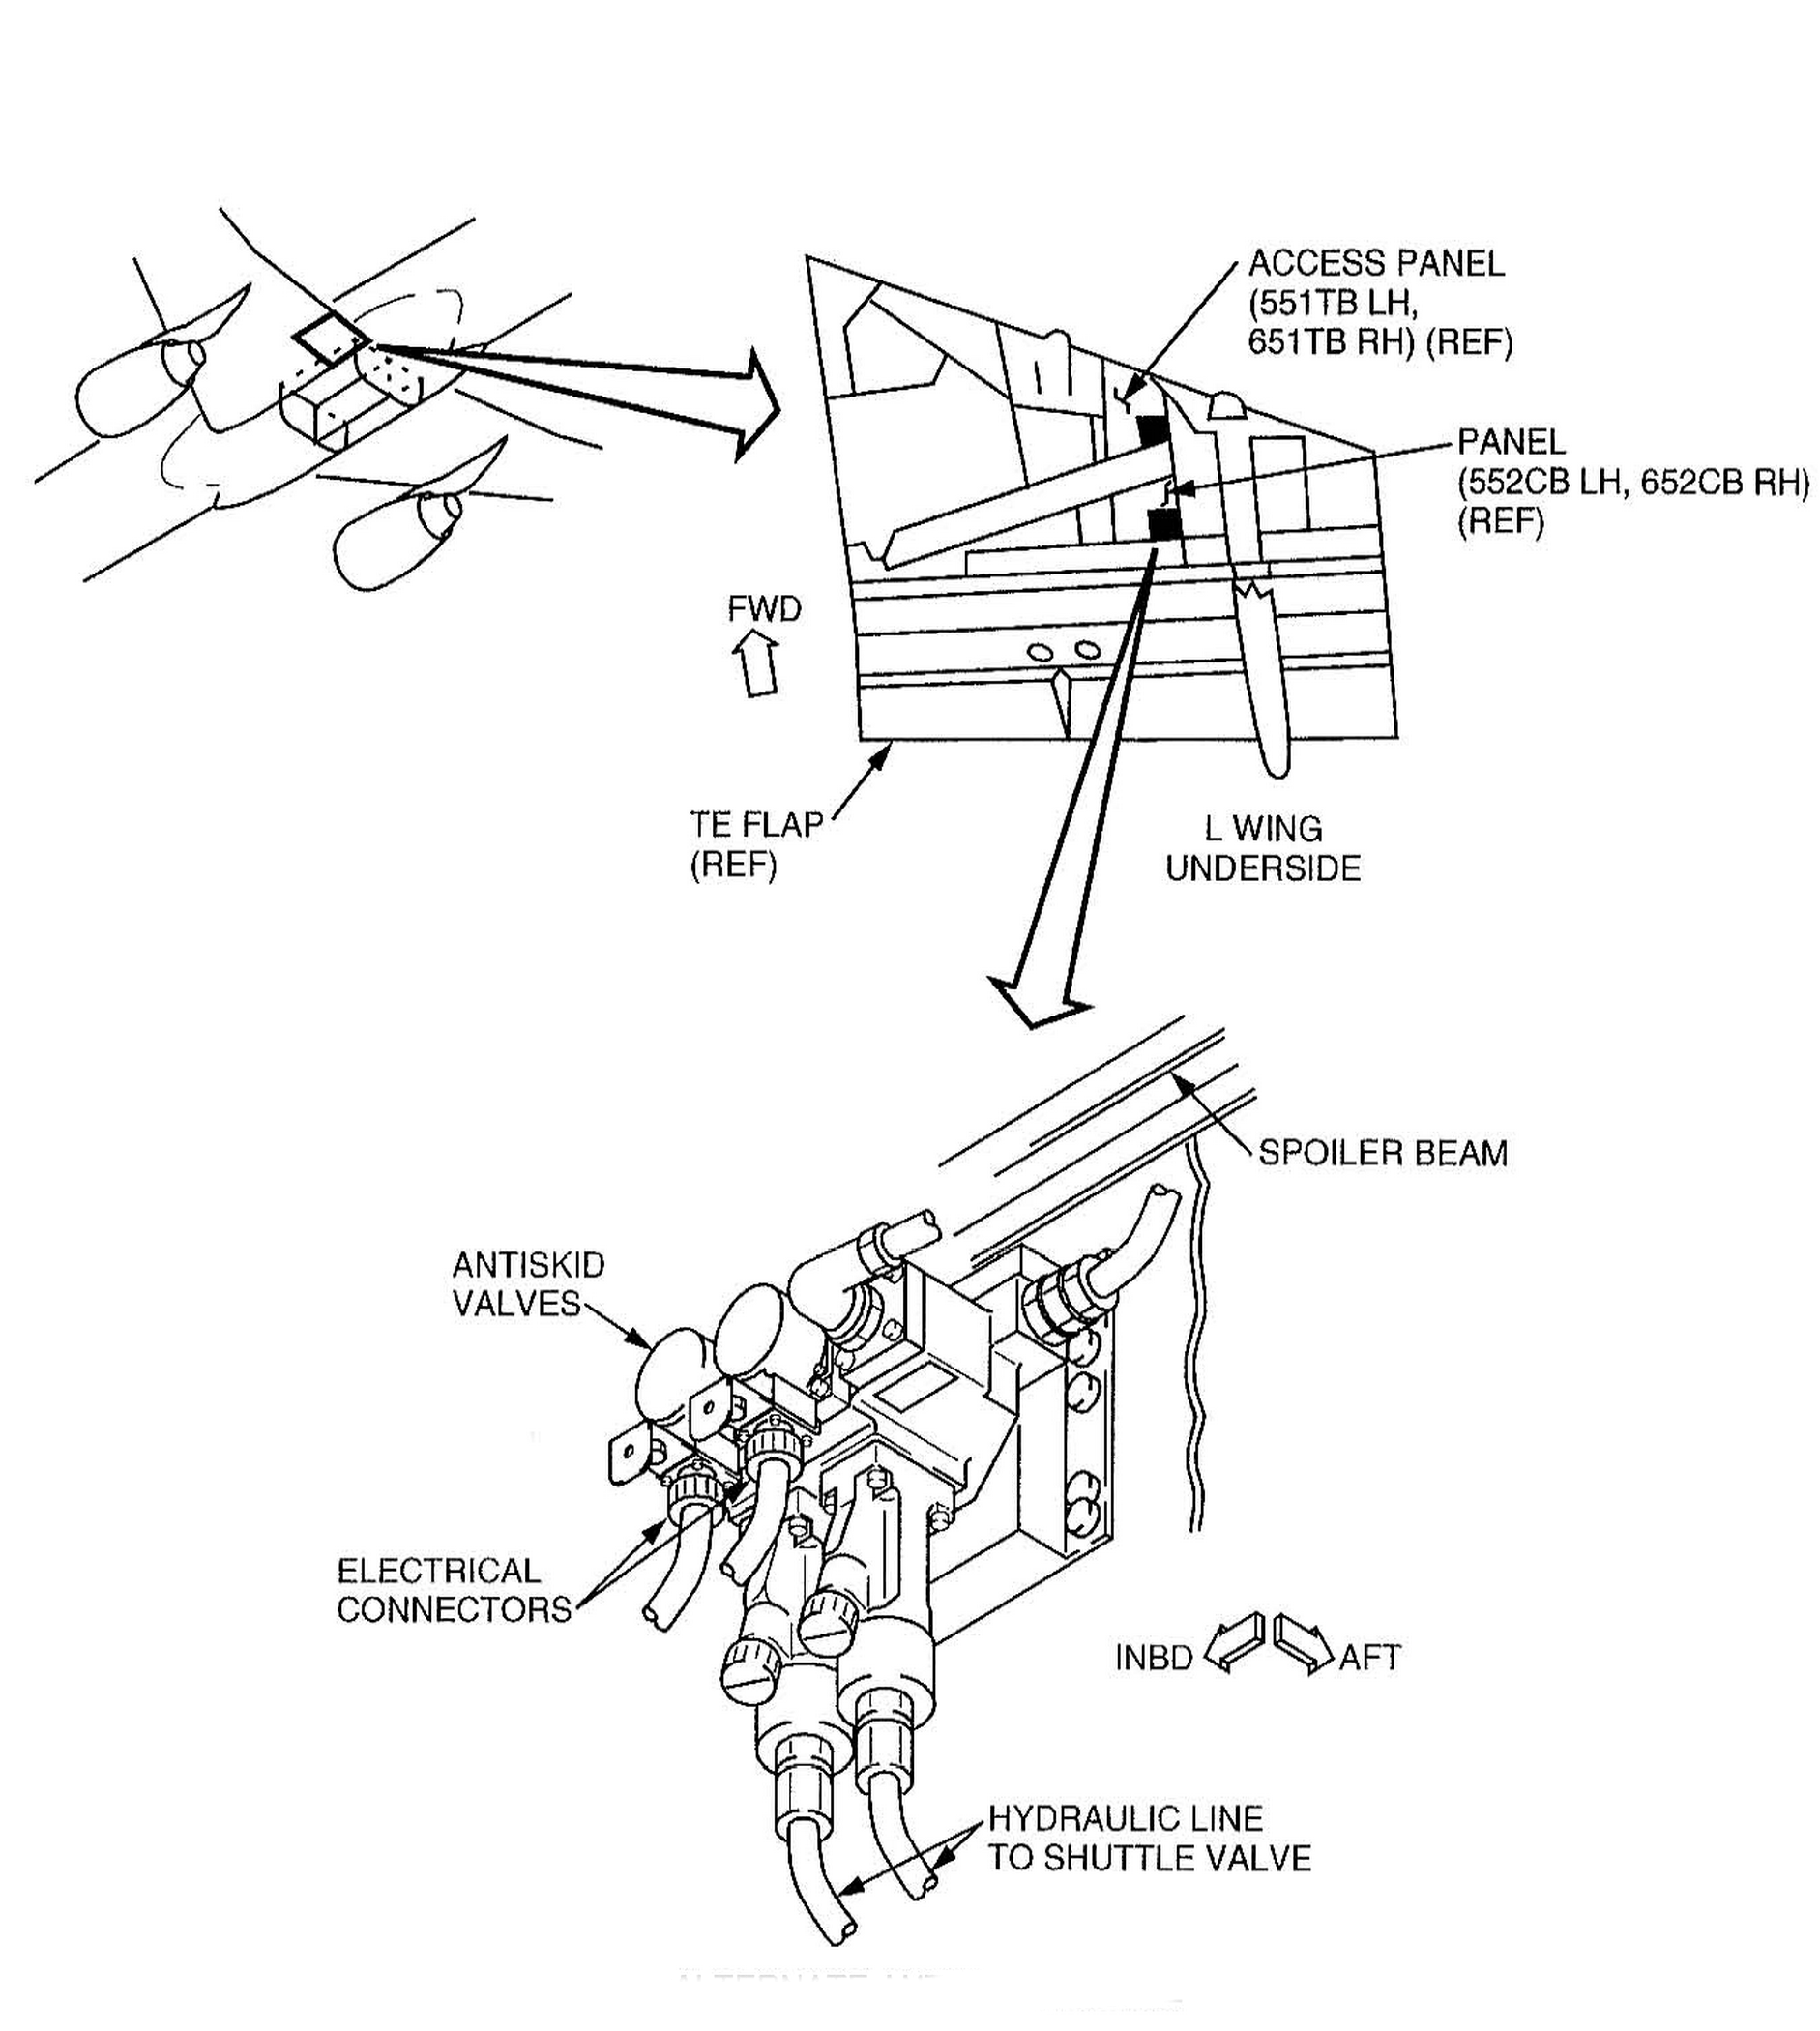 ACCESS PANEL
(551TB LH,
651TB RH) (REF)
PANEL
(552CB LH, 652CB RH)
(REF)
FWD
TE FLAP
(REF)
L WING
UNDERSIDE
SPOILER BEAM
ANTISKID
VALVES
ELECTRICAL
CONNECTORS
INBD
AFT
HYDRAULIC LINE
TO SHUTTLE VALVE